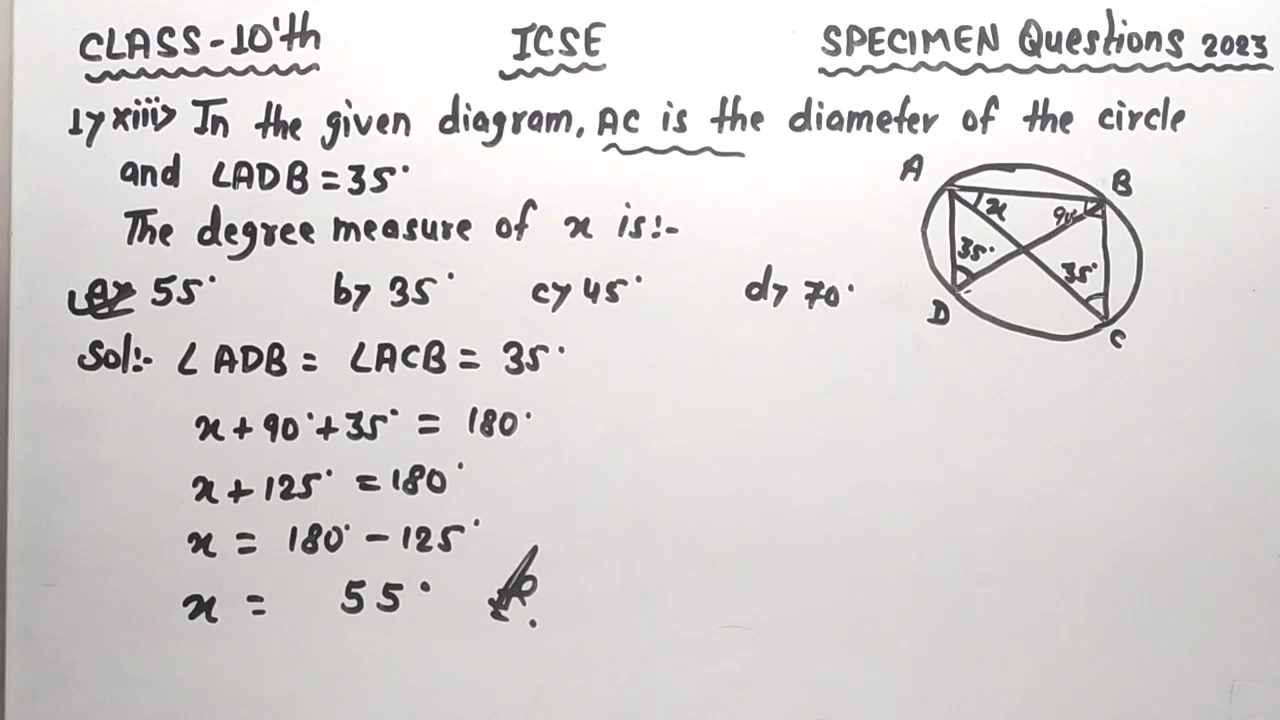 CLASS-10'th ICSE SPECIMEN Questions 2023
1> xiii> In the given diagram, AC is the diameter of the circle
and ∠ADB = 35°
The degree measure of x is:-
a> 55° b> 35° c> 45° d> 70°
Sol:- ∠ADB = ∠ACB = 35°
x + 90° + 35° = 180°
x + 125° = 180°
x = 180° - 125°
x = 55°
A
B
x
90°
35°
35°
D
C